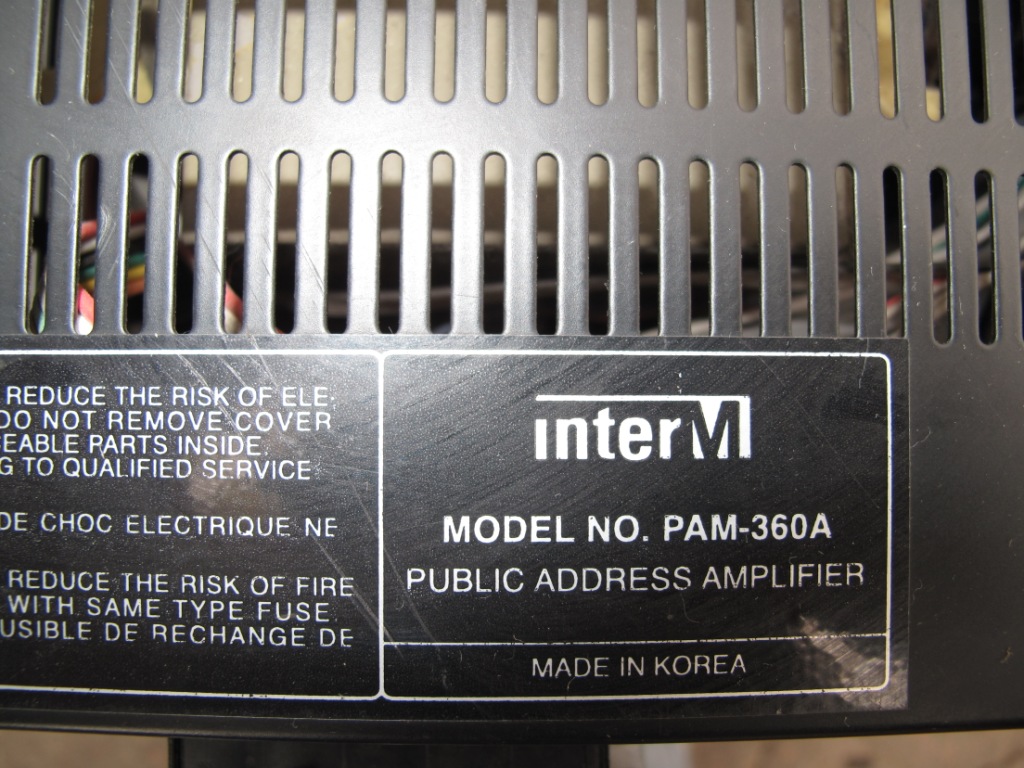 REDUCE THE RISK OF ELE
DO NOT REMOVE COVER
EABLE PARTS INSIDE.
G TO QUALIFIED SERVICE
DE CHOC ELECTRIQUE NE
REDUCE THE RISK OF FIRE
WITH SAME TYPE FUSE.
USIBLE DE RECHANGE DE
interM
MODEL NO. PAM-360A
PUBLIC ADDRESS AMPLIFIER
MADE IN KOREA